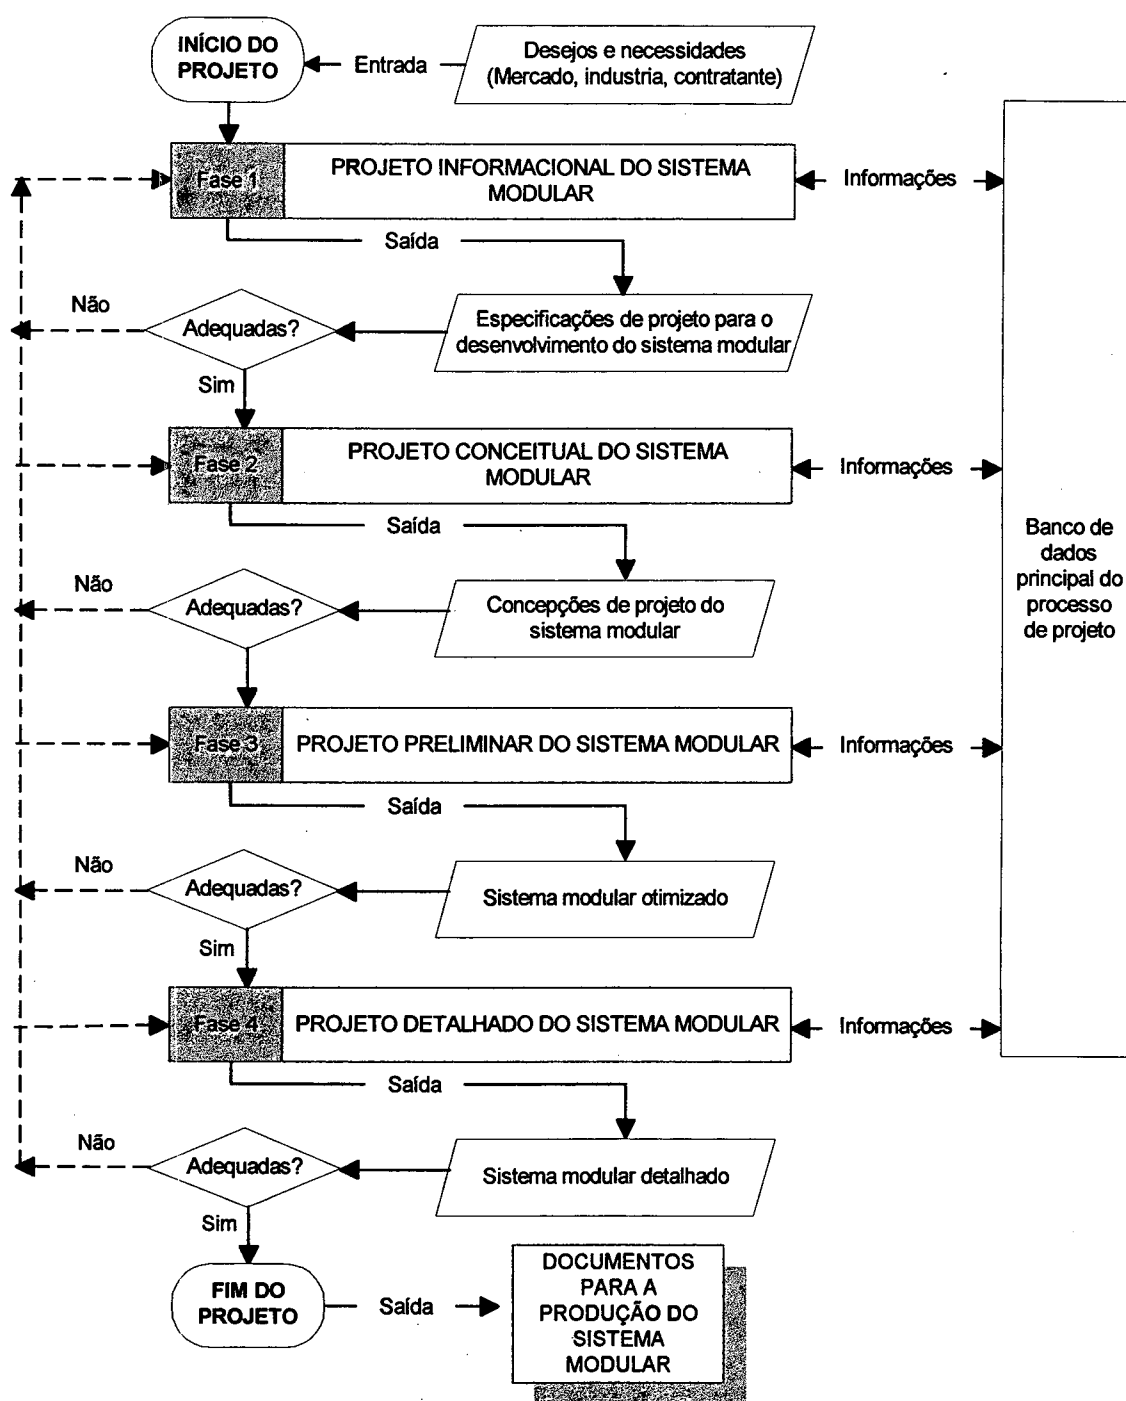 INÍCIO DO
PROJETO
Entrada
Desejos e necessidades
(Mercado, industria, contratante)
Fase 1
PROJETO INFORMACIONAL DO SISTEMA
MODULAR
Informações
Saída
Não
Adequadas?
Especificações de projeto para o
desenvolvimento do sistema modular
Sim
Fase 2
PROJETO CONCEITUAL DO SISTEMA
MODULAR
Informações
Saída
Banco de
dados
principal do
processo
de projeto
Não
Adequadas?
Concepções de projeto do
sistema modular
Fase 3
PROJETO PRELIMINAR DO SISTEMA MODULAR
Informações
Saída
Não
Adequadas?
Sistema modular otimizado
Sim
Fase 4
PROJETO DETALHADO DO SISTEMA MODULAR
Informações
Saída
Não
Adequadas?
Sistema modular detalhado
Sim
FIM DO
PROJETO
Saída
DOCUMENTOS
PARA A
PRODUÇÃO DO
SISTEMA
MODULAR